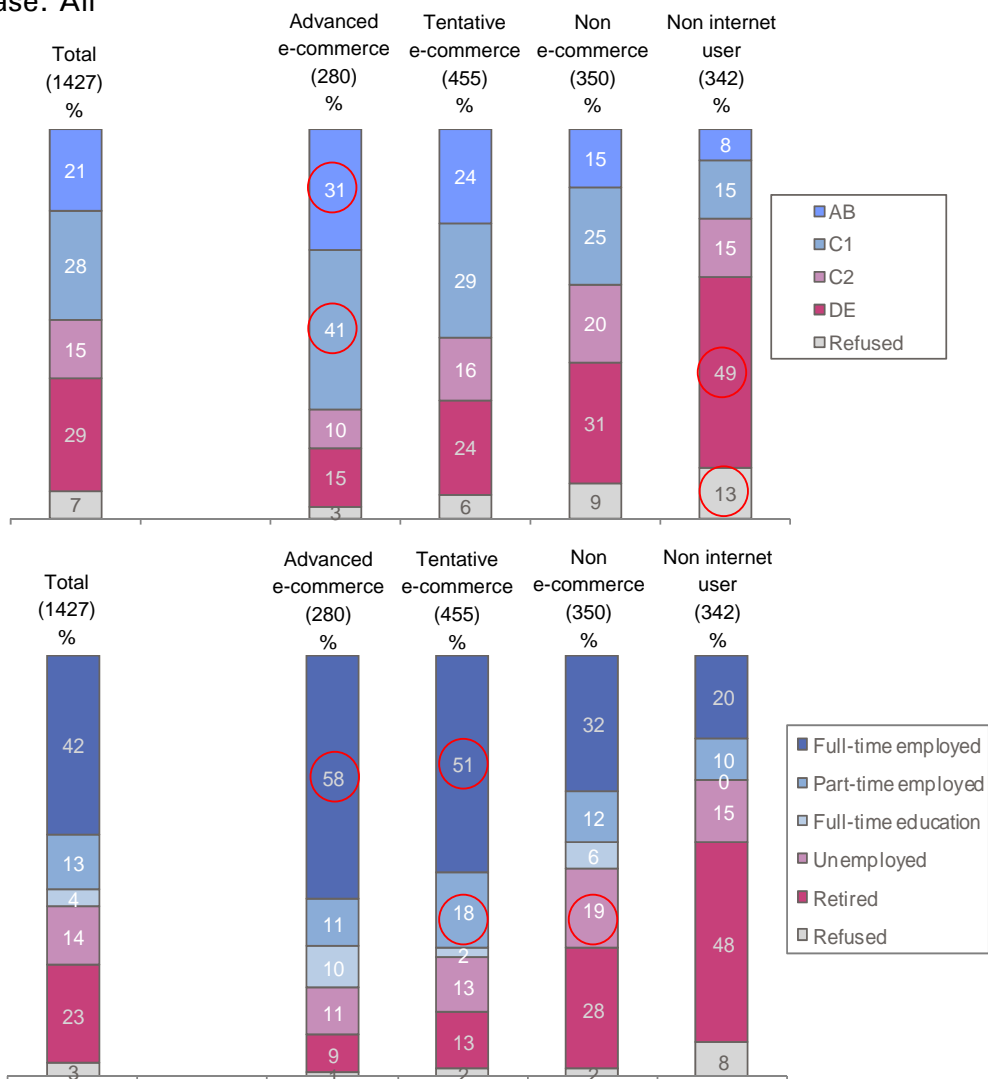 ase: All
Total
(1427)
%
Advanced
e-commerce
(280)
%
Tentative
e-commerce
(455)
%
Non
e-commerce
(350)
%
Non internet
user
(342)
%
21
28
15
29
7
31
41
10
15
3
24
29
16
24
6
15
25
20
31
9
8
15
15
49
13
AB
C1
C2
DE
Refused
Total
(1427)
%
Advanced
e-commerce
(280)
%
Tentative
e-commerce
(455)
%
Non
e-commerce
(350)
%
Non internet
user
(342)
%
42
13
4
14
23
3
58
11
10
11
9
1
51
18
2
13
13
2
32
12
6
19
28
2
20
10
0
15
48
8
Full-time employed
Part-time employed
Full-time education
Unemployed
Retired
Refused